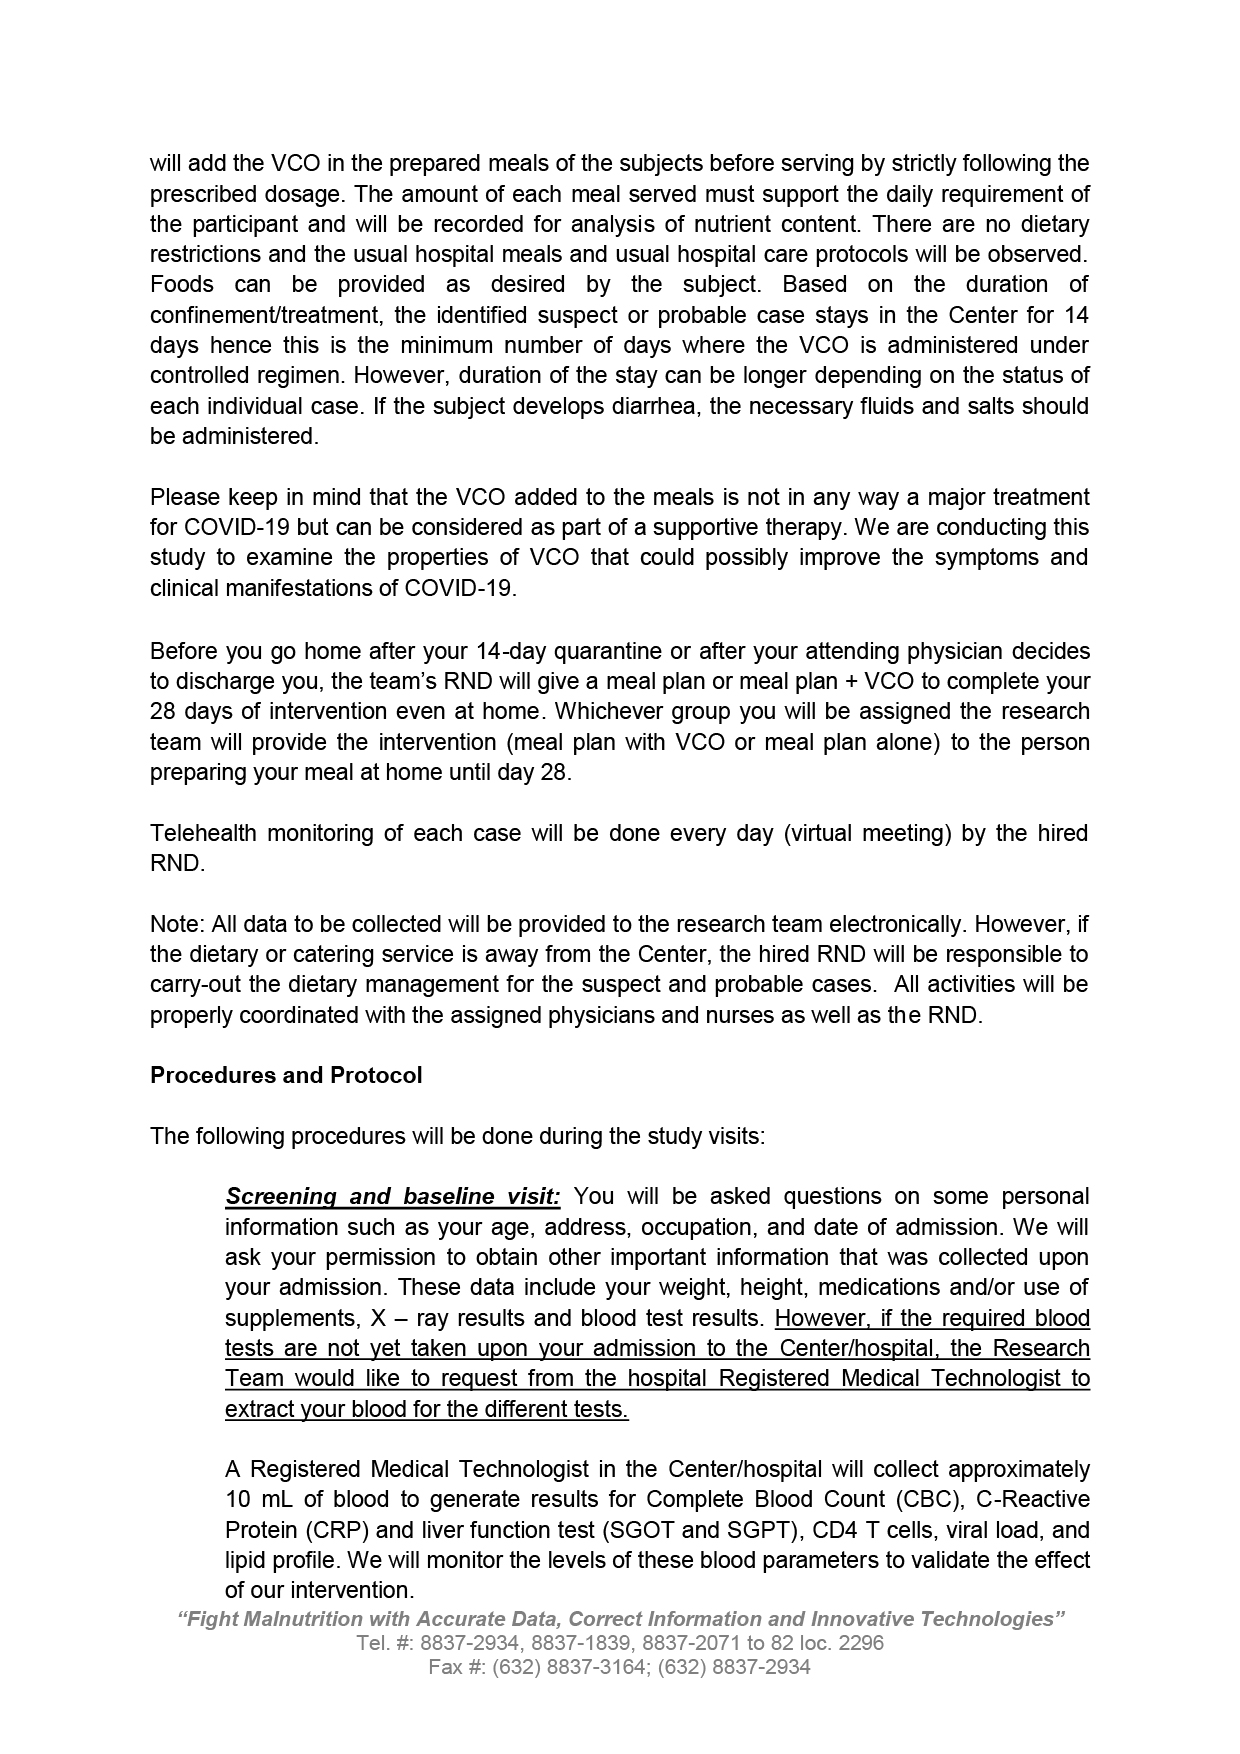 will add the VCO in the prepared meals of the subjects before serving by strictly following the
prescribed dosage. The amount of each meal served must support the daily requirement of
the participant and will be recorded for analysis of nutrient content. There are no dietary
restrictions and the usual hospital meals and usual hospital care protocols will be observed.
Foods can be provided as desired by the subject. Based on the duration of
confinement/treatment, the identified suspect or probable case stays in the Center for 14
days hence this is the minimum number of days where the VCO is administered under
controlled regimen. However, duration of the stay can be longer depending on the status of
each individual case. If the subject develops diarrhea, the necessary fluids and salts should
be administered.
Please keep in mind that the VCO added to the meals is not in any way a major treatment
for COVID-19 but can be considered as part of a supportive therapy. We are conducting this
study to examine the properties of VCO that could possibly improve the symptoms and
clinical manifestations of COVID-19.
Before you go home after your 14-day quarantine or after your attending physician decides
to discharge you, the team’s RND will give a meal plan or meal plan + VCO to complete your
28 days of intervention even at home. Whichever group you will be assigned the research
team will provide the intervention (meal plan with VCO or meal plan alone) to the person
preparing your meal at home until day 28.
Telehealth monitoring of each case will be done every day (virtual meeting) by the hired
RND.
Note: All data to be collected will be provided to the research team electronically. However, if
the dietary or catering service is away from the Center, the hired RND will be responsible to
carry-out the dietary management for the suspect and probable cases. All activities will be
properly coordinated with the assigned physicians and nurses as well as the RND.
Procedures and Protocol
The following procedures will be done during the study visits:
Screening and baseline visit: You will be asked questions on some personal
information such as your age, address, occupation, and date of admission. We will
ask your permission to obtain other important information that was collected upon
your admission. These data include your weight, height, medications and/or use of
supplements, X – ray results and blood test results. However, if the required blood
tests are not yet taken upon your admission to the Center/hospital, the Research
Team would like to request from the hospital Registered Medical Technologist to
extract your blood for the different tests.
A Registered Medical Technologist in the Center/hospital will collect approximately
10 mL of blood to generate results for Complete Blood Count (CBC), C-Reactive
Protein (CRP) and liver function test (SGOT and SGPT), CD4 T cells, viral load, and
lipid profile. We will monitor the levels of these blood parameters to validate the effect
of our intervention.
“Fight Malnutrition with Accurate Data, Correct Information and Innovative Technologies”
Tel. #: 8837-2934, 8837-1839, 8837-2071 to 82 loc. 2296
Fax #: (632) 8837-3164; (632) 8837-2934